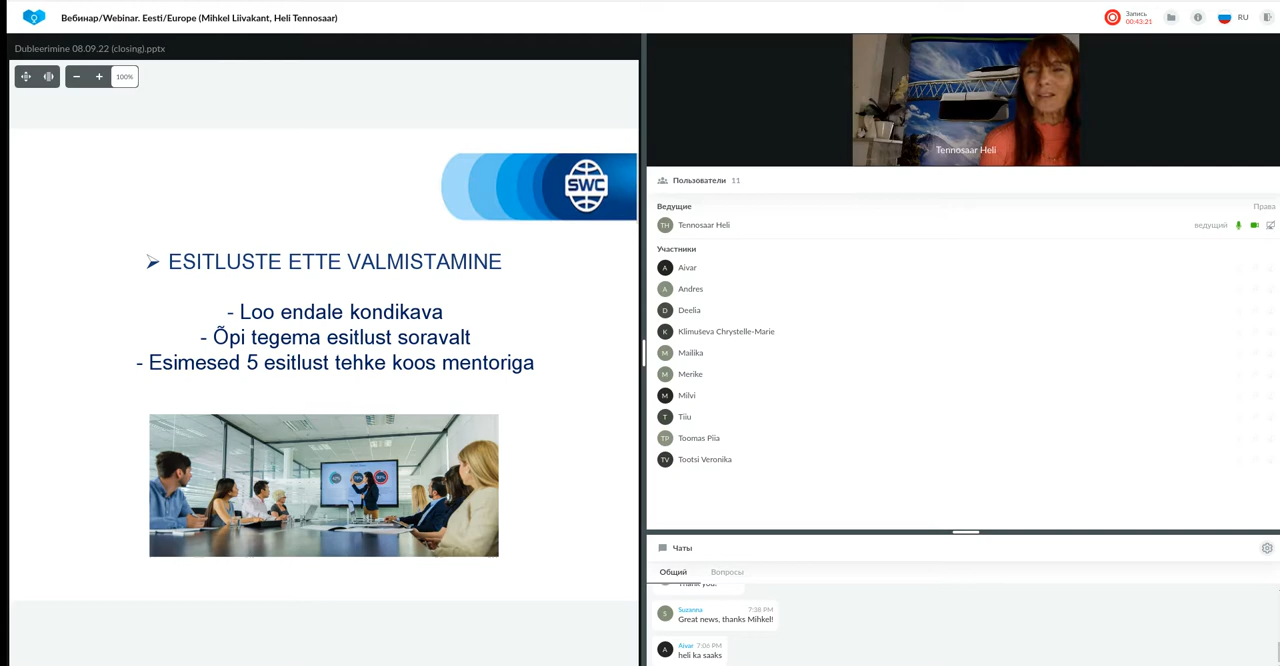 Вебинар/Webinar. Eesti/Europe (Mihkel Liivakant, Heli Tennosaar)
Запись
00:43:21
RU
Dubleerimine 08.09.22 (closing).pptx
100%
SWC
➢ ESITLUSTE ETTE VALMISTAMINE
- Loo endale kondikava
- Õpi tegema esitlust soravalt
- Esimesed 5 esitlust tehke koos mentoriga
Tennosaar Heli
Пользователи 11
Ведущие
Права
TH Tennosaar Heli
ведущий
Участники
A Aivar
A Andres
D Deelia
K Klimuševa Chrystelle-Marie
M Mailika
M Merike
M Milvi
T Tiiu
TP Toomas Piia
TV Tootsi Veronika
Чаты
Общий
Вопросы
Thank you!
S Suzanna 7:38 PM
Great news, thanks Mihkel!
A Aivar 7:06 PM
heli ka saaks